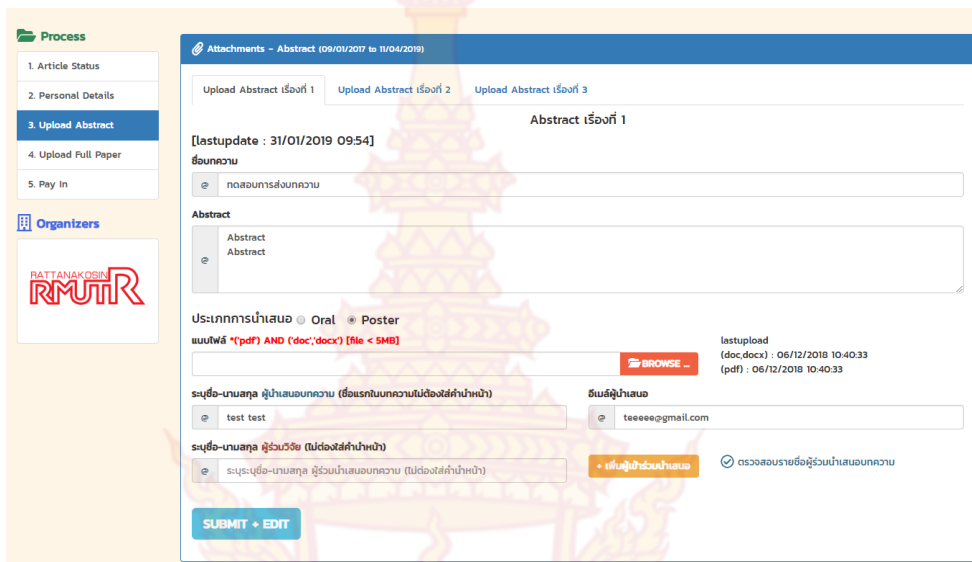 Process
1. Article Status
2. Personal Details
3. Upload Abstract
4. Upload Full Paper
5. Pay In
Organizers
RATTANAKOSIN
RMUTR
Attachments - Abstract (09/01/2017 to 11/04/2019)
Upload Abstract เรื่องที่ 1 Upload Abstract เรื่องที่ 2 Upload Abstract เรื่องที่ 3
Abstract เรื่องที่ 1
[lastupdate : 31/01/2019 09:54]
ชื่อบทความ
@ ทดสอบการส่งบทความ
Abstract
@ Abstract
Abstract
ประเภทการนำเสนอ Oral Poster
แนบไฟล์ *('pdf') AND ('doc','docx') [file < 5MB]
BROWSE ...
lastupload
(doc,docx) : 06/12/2018 10:40:33
(pdf) : 06/12/2018 10:40:33
ระบุชื่อ-นามสกุล ผู้นำเสนอบทความ (ชื่อแรกในบทความไม่ต้องใส่คำนำหน้า) อีเมล์ผู้นำเสนอ
@ test test @ teeeee@gmail.com
ระบุชื่อ-นามสกุล ผู้ร่วมวิจัย (ไม่ต้องใส่คำนำหน้า)
@ ระบุระบุชื่อ-นามสกุล ผู้ร่วมนำเสนอบทความ (ไม่ต้องใส่คำนำหน้า) + เพิ่มผู้เข้าร่วมนำเสนอ ตรวจสอบรายชื่อผู้ร่วมนำเสนอบทความ
SUBMIT + EDIT